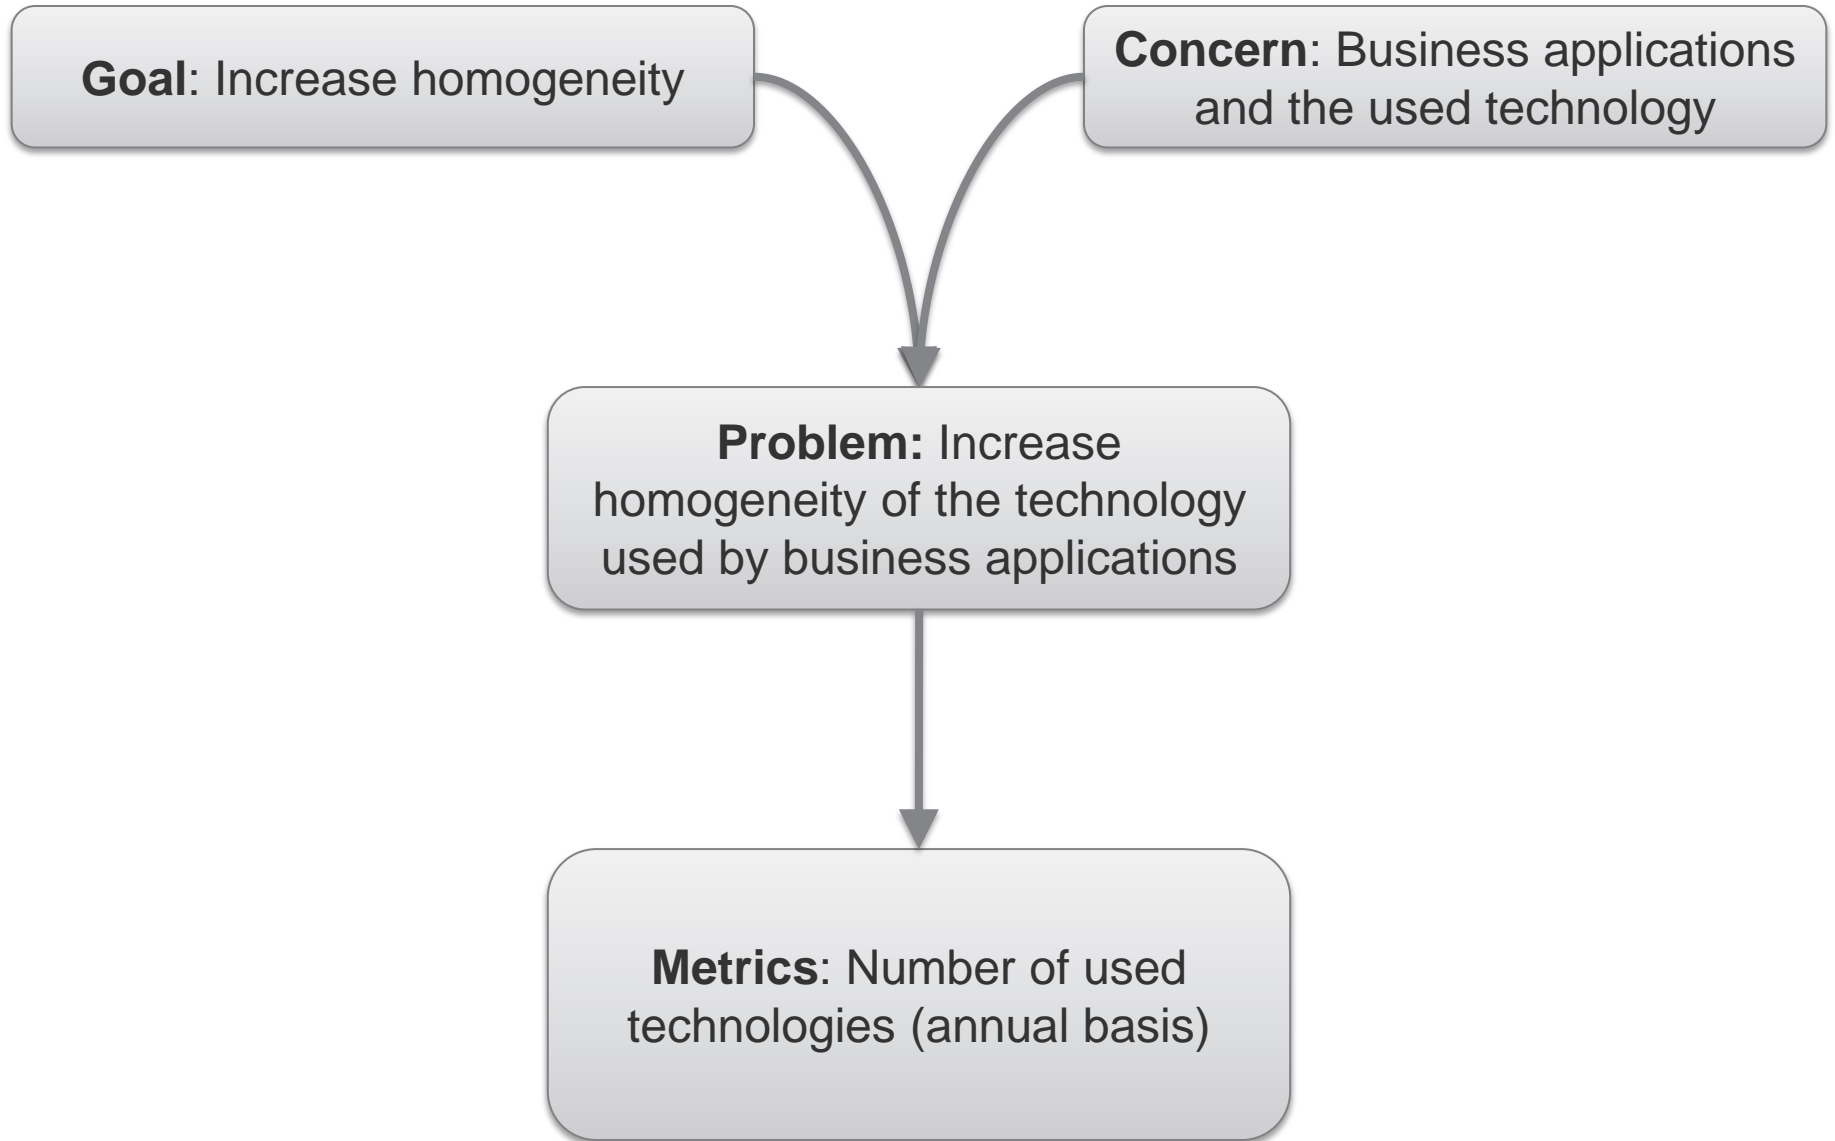 Goal: Increase homogeneity
Concern: Business applications
and the used technology
Problem: Increase
homogeneity of the technology
used by business applications
Metrics: Number of used
technologies (annual basis)